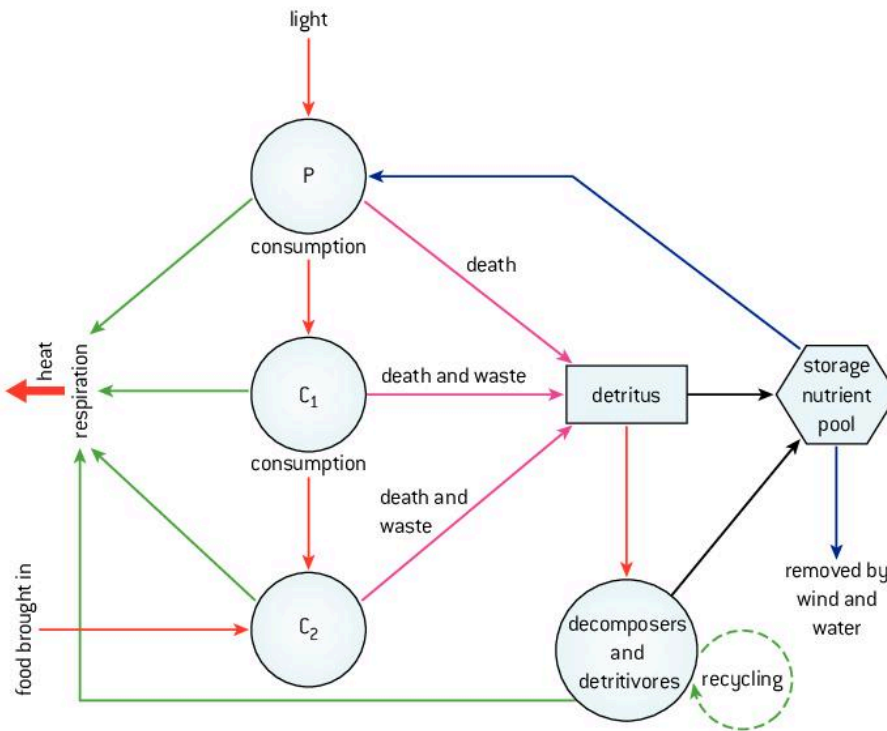 light
P
consumption
death
heat
respiration
C₁
death and waste
detritus
storage
nutrient
pool
consumption
death and
waste
food brought in
C₂
decomposers
and
detritivores
recycling
removed by
wind and
water